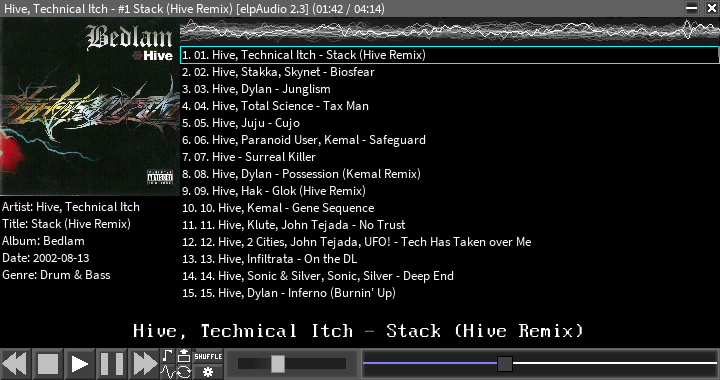 Hive, Technical Itch - #1 Stack (Hive Remix) [elpAudio 2.3] (01:42 / 04:14)
Bedlam
Hive
PARENTAL
ADVISORY
1. 01. Hive, Technical Itch - Stack (Hive Remix)
2. 02. Hive, Stakka, Skynet - Biosfear
3. 03. Hive, Dylan - Junglism
4. 04. Hive, Total Science - Tax Man
5. 05. Hive, Juju - Cujo
6. 06. Hive, Paranoid User, Kemal - Safeguard
7. 07. Hive - Surreal Killer
8. 08. Hive, Dylan - Possession (Kemal Remix)
9. 09. Hive, Hak - Glok (Hive Remix)
10. 10. Hive, Kemal - Gene Sequence
11. 11. Hive, Klute, John Tejada - No Trust
12. 12. Hive, 2 Cities, John Tejada, UFO! - Tech Has Taken over Me
13. 13. Hive, Infiltrata - On the DL
14. 14. Hive, Sonic & Silver, Sonic, Silver - Deep End
15. 15. Hive, Dylan - Inferno (Burnin' Up)
Artist: Hive, Technical Itch
Title: Stack (Hive Remix)
Album: Bedlam
Date: 2002-08-13
Genre: Drum & Bass
Hive, Technical Itch - Stack (Hive Remix)
SHUFFLE